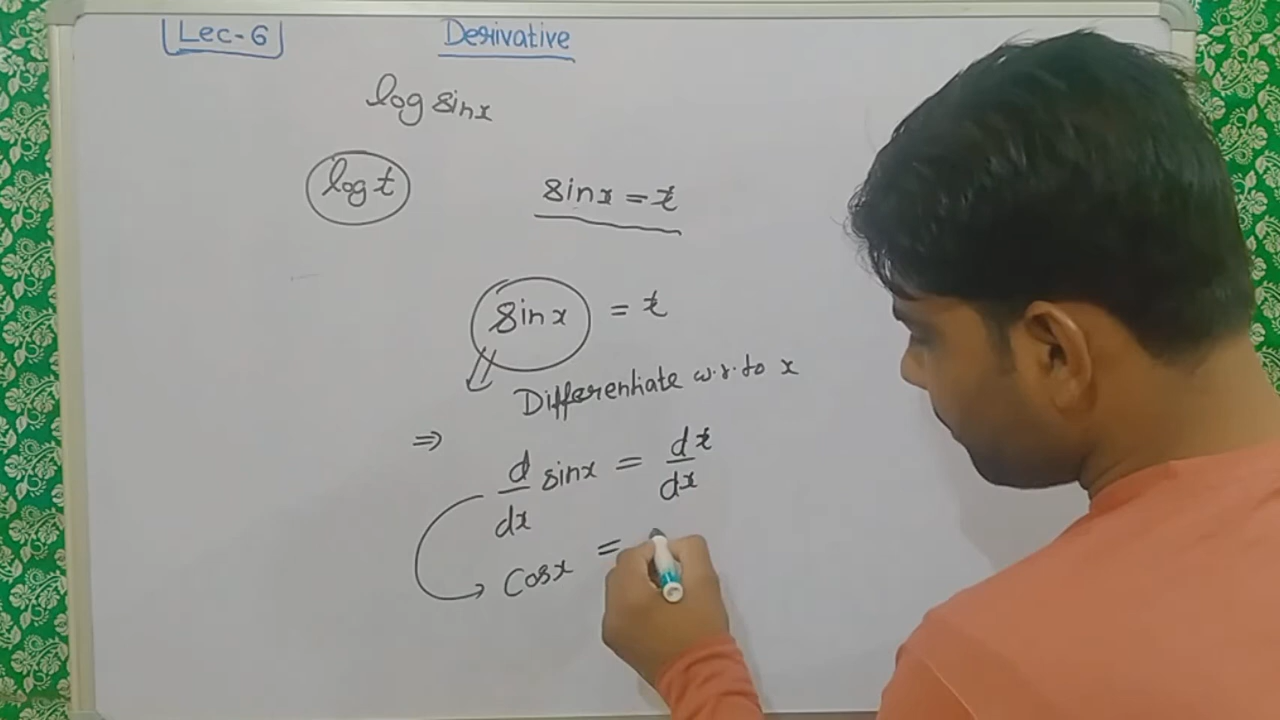 Lec-6 Derivative
log sinx
log t sinx = t
sinx = t
Differentiate w.r.to x
⇒
d/dx sinx = dt/dx
cosx =